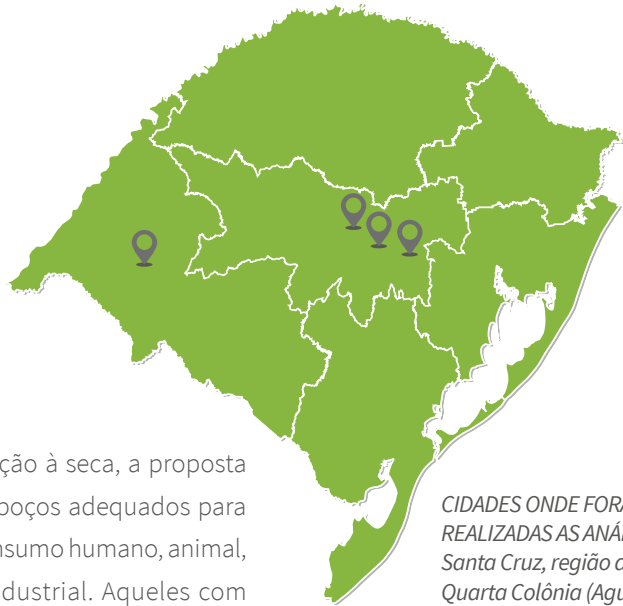 ção à seca, a proposta
poços adequados para
nsumo humano, animal,
dustrial. Aqueles com
CIDADES ONDE FORA
REALIZADAS AS ANÁ
Santa Cruz, região d
Quarta Colônia (Agu